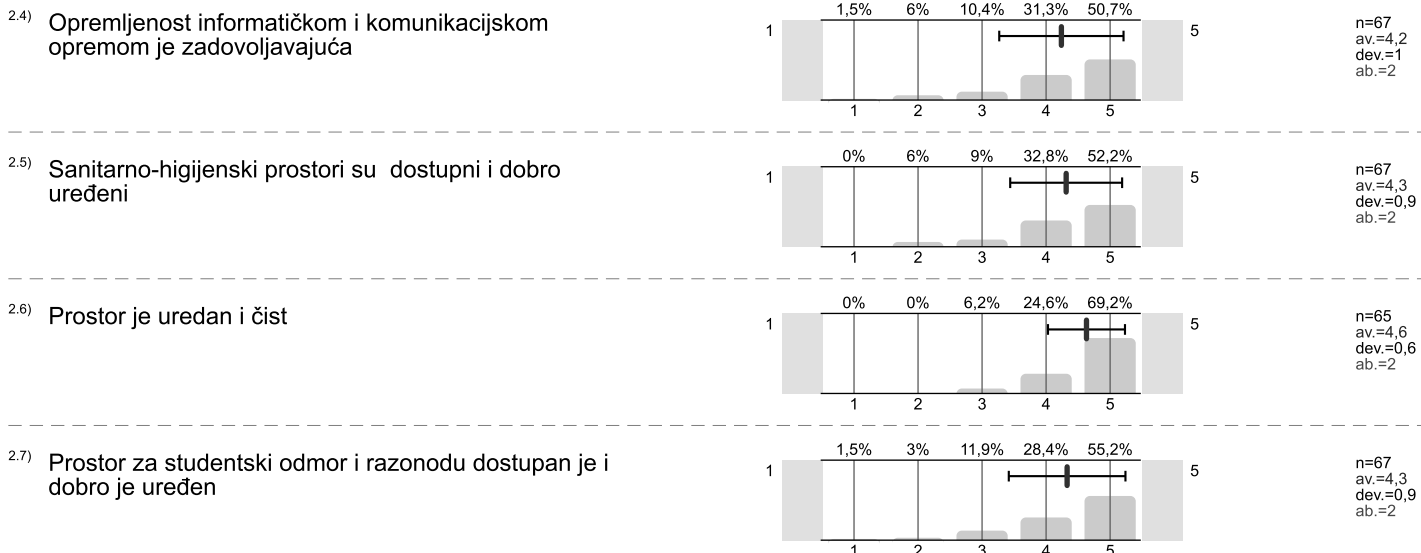 2.4) Opremljenost informatičkom i komunikacijskom
opremom je zadovoljavajuća
1,5% 6% 10,4% 31,3% 50,7%
1 5
1 2 3 4 5
n=67
av.=4,2
dev.=1
ab.=2
2.5) Sanitarno-higijenski prostori su  dostupni i dobro
uređeni
0% 6% 9% 32,8% 52,2%
1 5
1 2 3 4 5
n=67
av.=4,3
dev.=0,9
ab.=2
2.6) Prostor je uredan i čist
0% 0% 6,2% 24,6% 69,2%
1 5
1 2 3 4 5
n=65
av.=4,6
dev.=0,6
ab.=2
2.7) Prostor za studentski odmor i razonodu dostupan je i
dobro je uređen
1,5% 3% 11,9% 28,4% 55,2%
1 5
1 2 3 4 5
n=67
av.=4,3
dev.=0,9
ab.=2